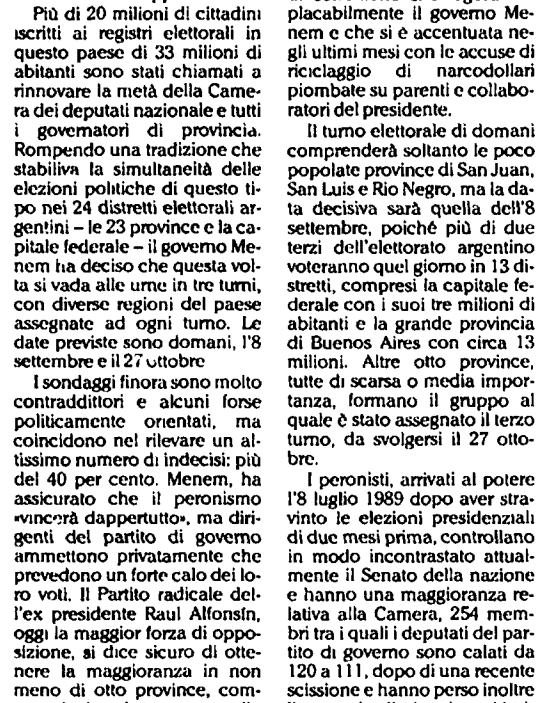 Più di 20 milioni di cittadini
iscritti ai registri elettorali in
questo paese di 33 milioni di
abitanti sono stati chiamati a
rinnovare la metà della Came-
ra dei deputati nazionale e tutti
i governatori di provincia.
Rompendo una tradizione che
stabiliva la simultaneità delle
elezioni politiche di questo ti-
po nei 24 distretti elettorali ar-
gentini – le 23 province e la ca-
pitale federale – il governo Me-
nem ha deciso che questa vol-
ta si vada alle urne in tre turni,
con diverse regioni del paese
assegnate ad ogni turno. Le
date previste sono domani, l'8
settembre e il 27 ottobre
I sondaggi finora sono molto
contraddittori e alcuni forse
politicamente orientati, ma
coincidono nel rilevare un al-
tissimo numero di indecisi: più
del 40 per cento. Menem, ha
assicurato che il peronismo
«vincerà dappertutto», ma diri-
genti del partito di governo
ammettono privatamente che
prevedono un forte calo dei lo-
ro voti. Il Partito radicale del-
l'ex presidente Raul Alfonsín,
oggi la maggior forza di oppo-
sizione, si dice sicuro di otte-
nere la maggioranza in non
meno di otto province, com-
placabilmente il governo Me-
nem e che si è accentuata ne-
gli ultimi mesi con le accuse di
riciclaggio di narcodollari
piombate su parenti e collabo-
ratori del presidente.
Il turno elettorale di domani
comprenderà soltanto le poco
popolate province di San Juan,
San Luis e Rio Negro, ma la da-
ta decisiva sarà quella dell'8
settembre, poiché più di due
terzi dell'elettorato argentino
voteranno quel giorno in 13 di-
stretti, compresi la capitale fe-
derale con i suoi tre milioni di
abitanti e la grande provincia
di Buenos Aires con circa 13
milioni. Altre otto province,
tutte di scarsa o media impor-
tanza, formano il gruppo al
quale è stato assegnato il terzo
turno, da svolgersi il 27 otto-
bre.
I peronisti, arrivati al potere
l'8 luglio 1989 dopo aver stra-
vinto le elezioni presidenziali
di due mesi prima, controllano
in modo incontrastato attual-
mente il Senato della nazione
e hanno una maggioranza re-
lativa alla Camera, 254 mem-
bri tra i quali i deputati del par-
tito di governo sono calati da
120 a 111, dopo di una recente
scissione e hanno perso inoltre